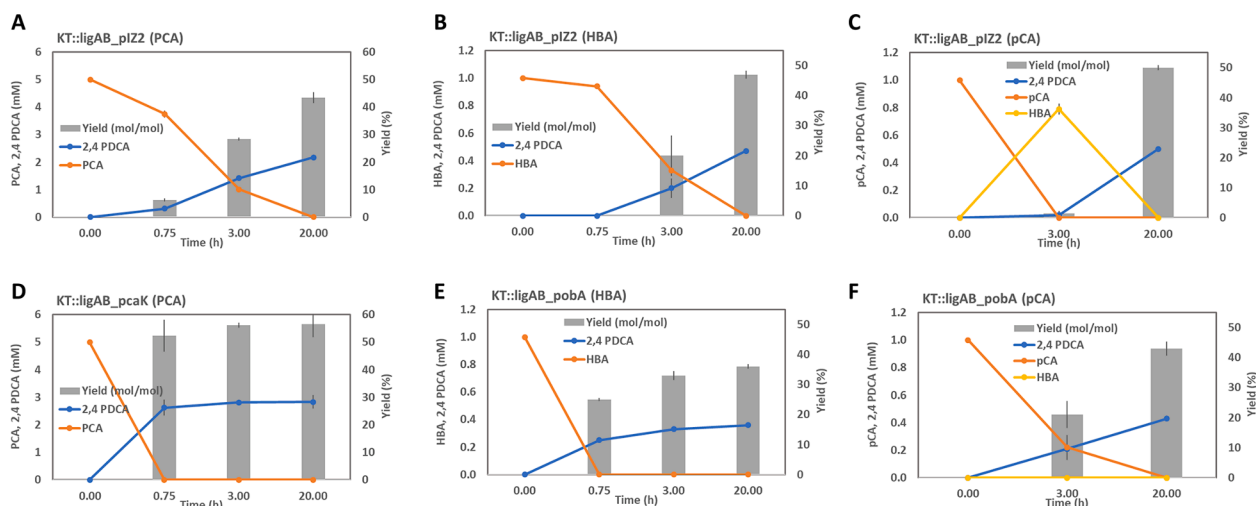 A
KT::ligAB_pIZ2 (PCA)
PCA, 2,4 PDCA (mM)
6
5
4
3
2
1
0
Yield (mol/mol)
2,4 PDCA
PCA
60
50
40
30
20
10
0
Yield (%)
0.00 0.75 3.00 20.00
Time (h)
B
KT::ligAB_pIZ2 (HBA)
HBA, 2,4 PDCA (mM)
1.2
1.0
0.8
0.6
0.4
0.2
0.0
Yield (mol/mol)
2,4 PDCA
HBA
50
40
30
20
10
0
Yield (%)
0.00 0.75 3.00 20.00
Time (h)
C
KT::ligAB_pIZ2 (pCA)
pCA, 2,4 PDCA (mM)
1.2
1.0
0.8
0.6
0.4
0.2
0.0
Yield (mol/mol)
2,4 PDCA
pCA
HBA
50
40
30
20
10
0
Yield (%)
0.00 3.00 20.00
Time (h)
D
KT::ligAB_pcaK (PCA)
PCA, 2,4 PDCA (mM)
6
5
4
3
2
1
0
Yield (mol/mol)
2,4 PDCA
PCA
60
50
40
30
20
10
0
Yield (%)
0.00 0.75 3.00 20.00
Time (h)
E
KT::ligAB_pobA (HBA)
HBA, 2,4 PDCA (mM)
1.2
1.0
0.8
0.6
0.4
0.2
0.0
Yield (mol/mol)
2,4 PDCA
HBA
50
40
30
20
10
0
Yield (%)
0.00 0.75 3.00 20.00
Time (h)
F
KT::ligAB_pobA (pCA)
pCA, 2,4 PDCA (mM)
1.2
1.0
0.8
0.6
0.4
0.2
0.0
Yield (mol/mol)
2,4 PDCA
pCA
HBA
50
40
30
20
10
0
Yield (%)
0.00 3.00 20.00
Time (h)